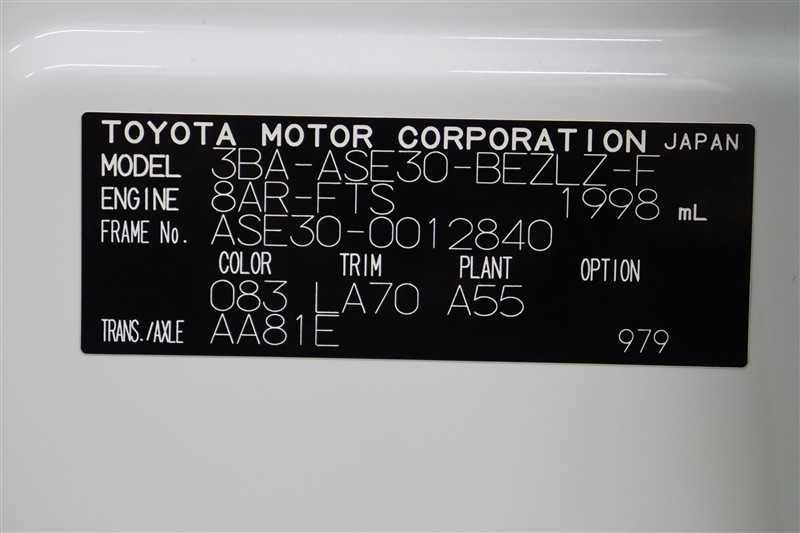 TOYOTA MOTOR CORPORATION JAPAN
MODEL 3BA-ASE30-BEZLZ-F
ENGINE 8AR-FTS 1998 mL
FRAME No. ASE30-0012840
COLOR TRIM PLANT OPTION
083 LA70 A55
TRANS./AXLE AA81E 979